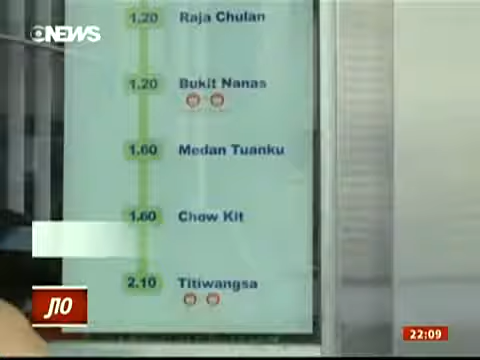 GNEWS
1.20 Raja Chulan
1.20 Bukit Nanas
1.60 Medan Tuanku
1.60 Chow Kit
2.10 Titiwangsa
J10
22:09